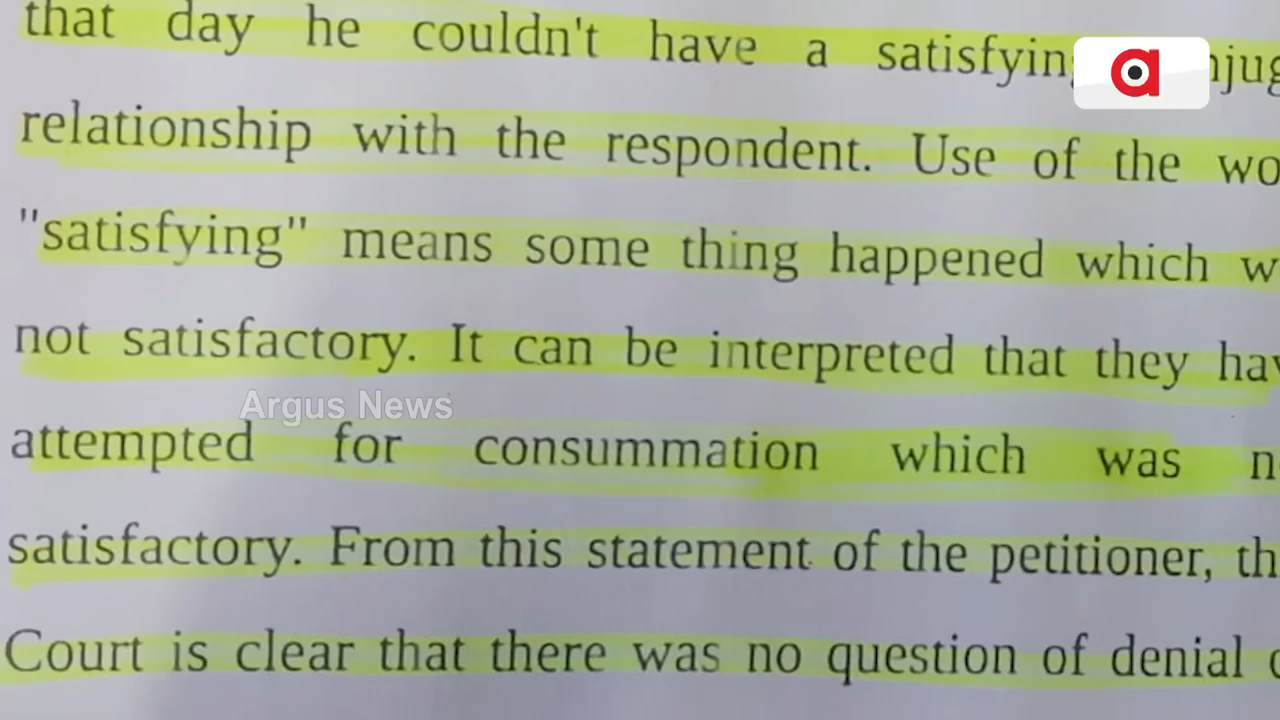 that day he couldn't have a satisfying
relationship with the respondent. Use of the
"satisfying" means some thing happened which
not satisfactory. It can be interpreted that they
Argus News
attempted for consummation which was
satisfactory. From this statement of the petitioner,
Court is clear that there was no question of denial